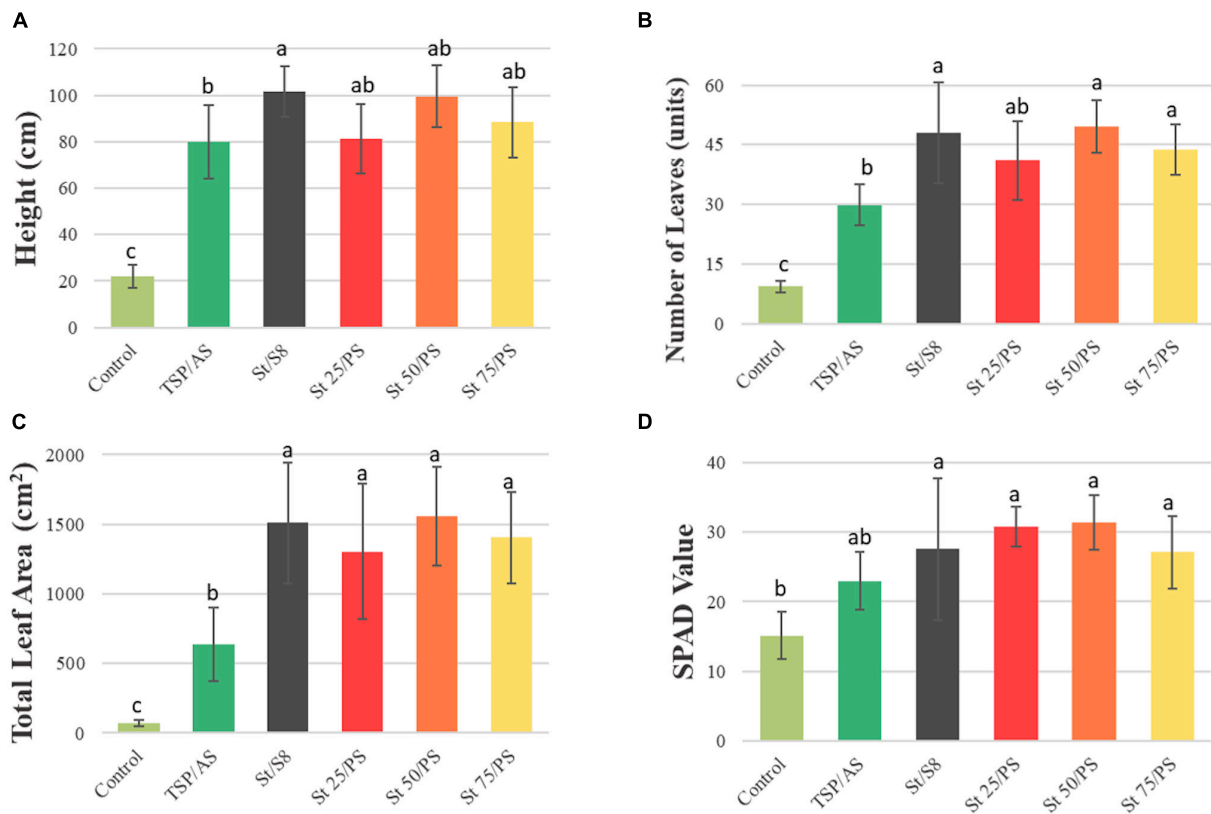 A
Height (cm)
120
100
80
60
40
20
0
c
b
a
ab
ab
ab
Control
TSP/AS
St/S8
St 25/PS
St 50/PS
St 75/PS
B
Number of Leaves (units)
60
45
30
15
0
c
b
a
ab
a
a
Control
TSP/AS
St/S8
St 25/PS
St 50/PS
St 75/PS
C
Total Leaf Area (cm²)
2000
1500
1000
500
0
c
b
a
a
a
a
Control
TSP/AS
St/S8
St 25/PS
St 50/PS
St 75/PS
D
SPAD Value
40
30
20
10
0
b
ab
a
a
a
a
Control
TSP/AS
St/S8
St 25/PS
St 50/PS
St 75/PS